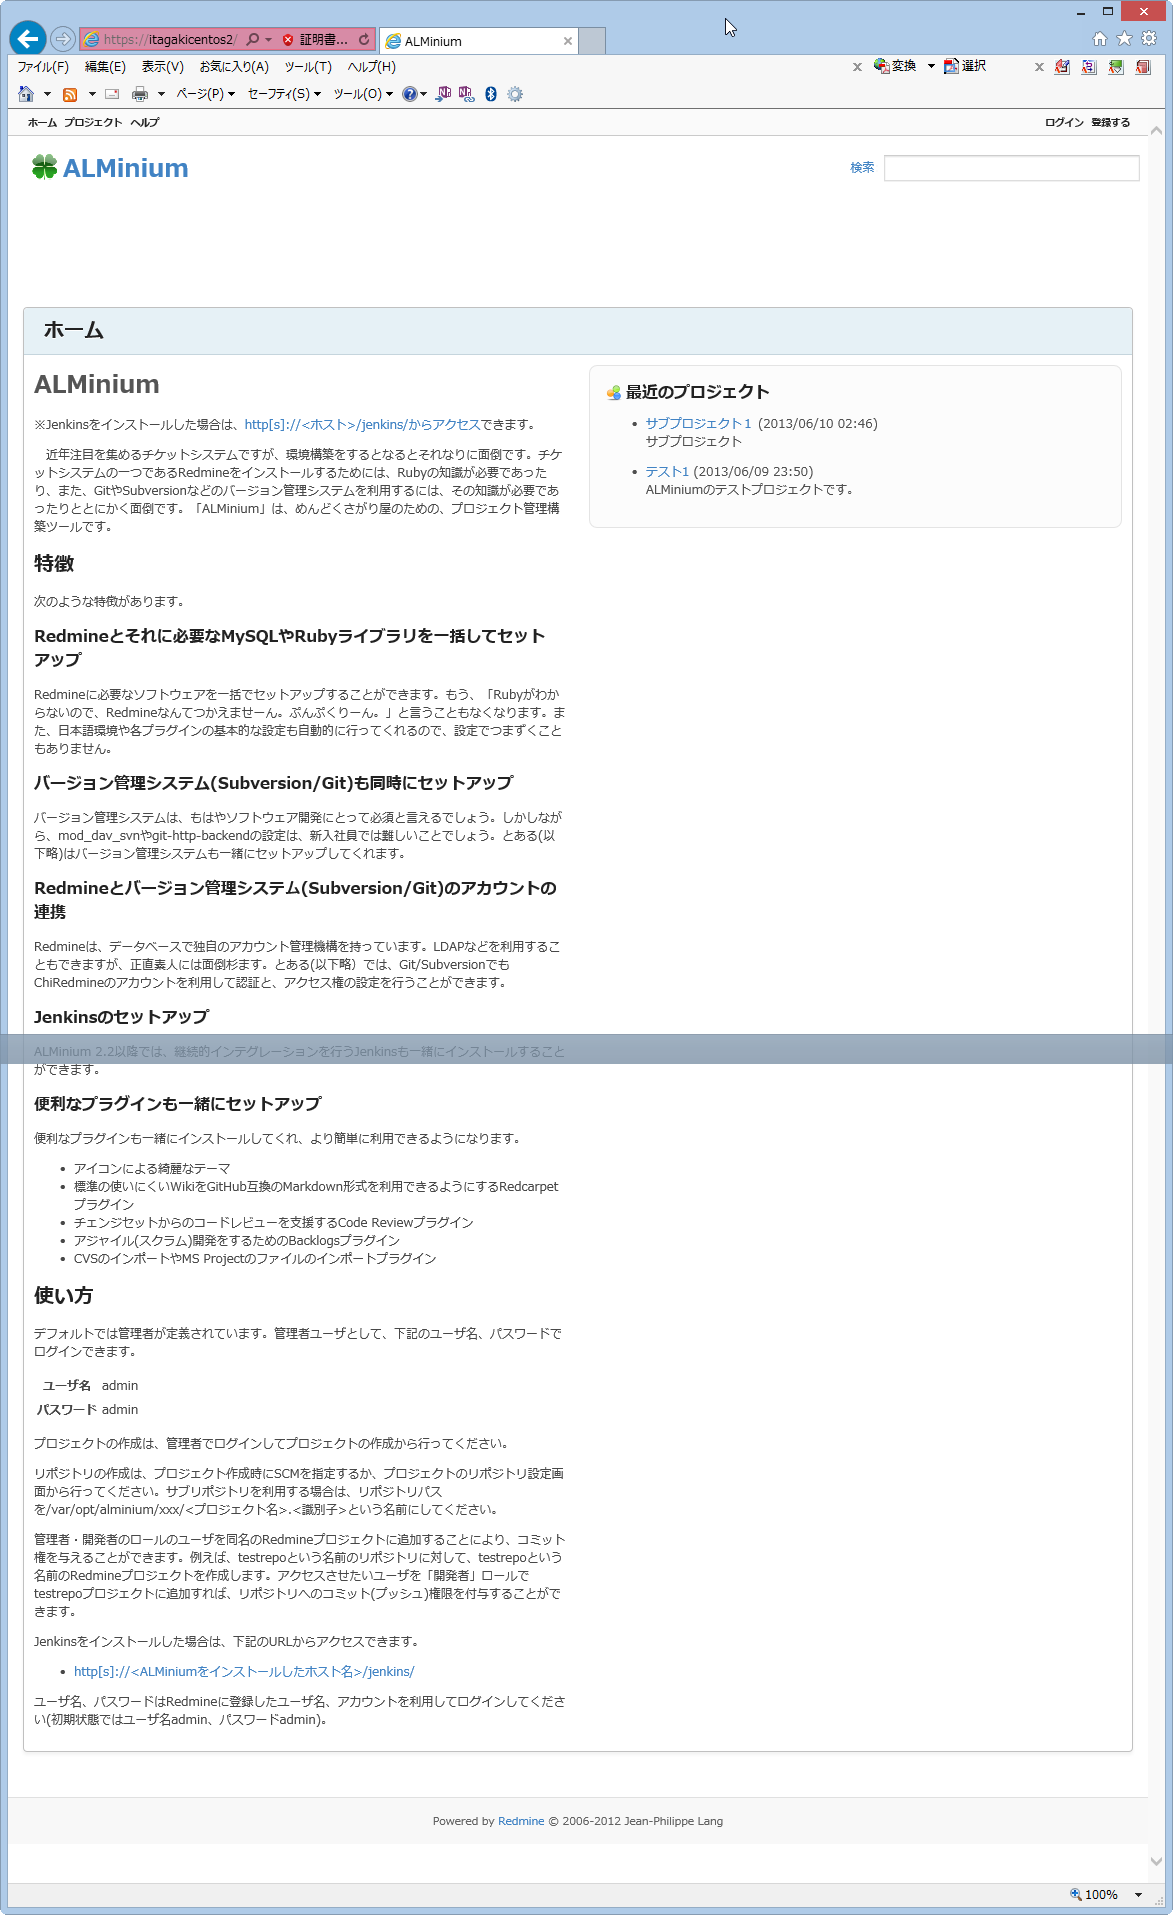 https://itagakicentos2/ 証明書... ALMinium
ファイル(F) 編集(E) 表示(V) お気に入り(A) ツール(T) ヘルプ(H) 変換 選択
ページ(P) セーフティ(S) ツール(O)
ホーム プロジェクト ヘルプ ログイン 登録する
ALMinium 検索
ホーム
ALMinium
※Jenkinsをインストールした場合は、http[s]://<ホスト>/jenkins/からアクセスできます。
近年注目を集めるチケットシステムですが、環境構築をするとなるとそれなりに面倒です。チケ
ットシステムの一つであるRedmineをインストールするためには、Rubyの知識が必要であった
り、また、GitやSubversionなどのバージョン管理システムを利用するには、その知識が必要であ
ったりととにかく面倒です。「ALMinium」は、めんどくさがり屋のための、プロジェクト管理構
築ツールです。
特徴
次のような特徴があります。
Redmineとそれに必要なMySQLやRubyライブラリを一括してセット
アップ
Redmineに必要なソフトウェアを一括でセットアップすることができます。もう、「Rubyがわか
らないので、Redmineなんてつかえませーん。ぷんぷくりーん。」と言うこともなくなります。ま
た、日本語環境や各プラグインの基本的な設定も自動的に行ってくれるので、設定でつまずくこと
もありません。
バージョン管理システム(Subversion/Git)も同時にセットアップ
バージョン管理システムは、もはやソフトウェア開発にとって必須と言えるでしょう。しかしなが
ら、mod_dav_svnやgit-http-backendの設定は、新入社員では難しいことでしょう。とある(以
下略)はバージョン管理システムも一緒にセットアップしてくれます。
Redmineとバージョン管理システム(Subversion/Git)のアカウントの
連携
Redmineは、データベースで独自のアカウント管理機構を持っています。LDAPなどを利用するこ
ともできますが、正直素人には面倒杉ます。とある(以下略）では、Git/Subversionでも
ChiRedmineのアカウントを利用して認証と、アクセス権の設定を行うことができます。
Jenkinsのセットアップ
ALMinium 2.2以降では、継続的インテグレーションを行うJenkinsも一緒にインストールすること
ができます。
便利なプラグインも一緒にセットアップ
便利なプラグインも一緒にインストールしてくれ、より簡単に利用できるようになります。
• アイコンによる綺麗なテーマ
• 標準の使いにくいWikiをGitHub互換のMarkdown形式を利用できるようにするRedcarpet
プラグイン
• チェンジセットからのコードレビューを支援するCode Reviewプラグイン
• アジャイル(スクラム)開発をするためのBacklogsプラグイン
• CVSのインポートやMS Projectのファイルのインポートプラグイン
使い方
デフォルトでは管理者が定義されています。管理者ユーザとして、下記のユーザ名、パスワードで
ログインできます。
ユーザ名 admin
パスワード admin
プロジェクトの作成は、管理者でログインしてプロジェクトの作成から行ってください。
リポジトリの作成は、プロジェクト作成時にSCMを指定するか、プロジェクトのリポジトリ設定画
面から行ってください。サブリポジトリを利用する場合は、リポジトリパス
を/var/opt/alminium/xxx/<プロジェクト名>.<識別子>という名前にしてください。
管理者・開発者のロールのユーザを同名のRedmineプロジェクトに追加することにより、コミット
権を与えることができます。例えば、testrepoという名前のリポジトリに対して、testrepoという
名前のRedmineプロジェクトを作成します。アクセスさせたいユーザを「開発者」ロールで
testrepoプロジェクトに追加すれば、リポジトリへのコミット(プッシュ)権限を付与することがで
きます。
Jenkinsをインストールした場合は、下記のURLからアクセスできます。
• http[s]://<ALMiniumをインストールしたホスト名>/jenkins/
ユーザ名、パスワードはRedmineに登録したユーザ名、アカウントを利用してログインしてくださ
い(初期状態ではユーザ名admin、パスワードadmin)。
最近のプロジェクト
• サブプロジェクト１ (2013/06/10 02:46)
サブプロジェクト
• テスト1 (2013/06/09 23:50)
ALMiniumのテストプロジェクトです。
Powered by Redmine © 2006-2012 Jean-Philippe Lang
100%